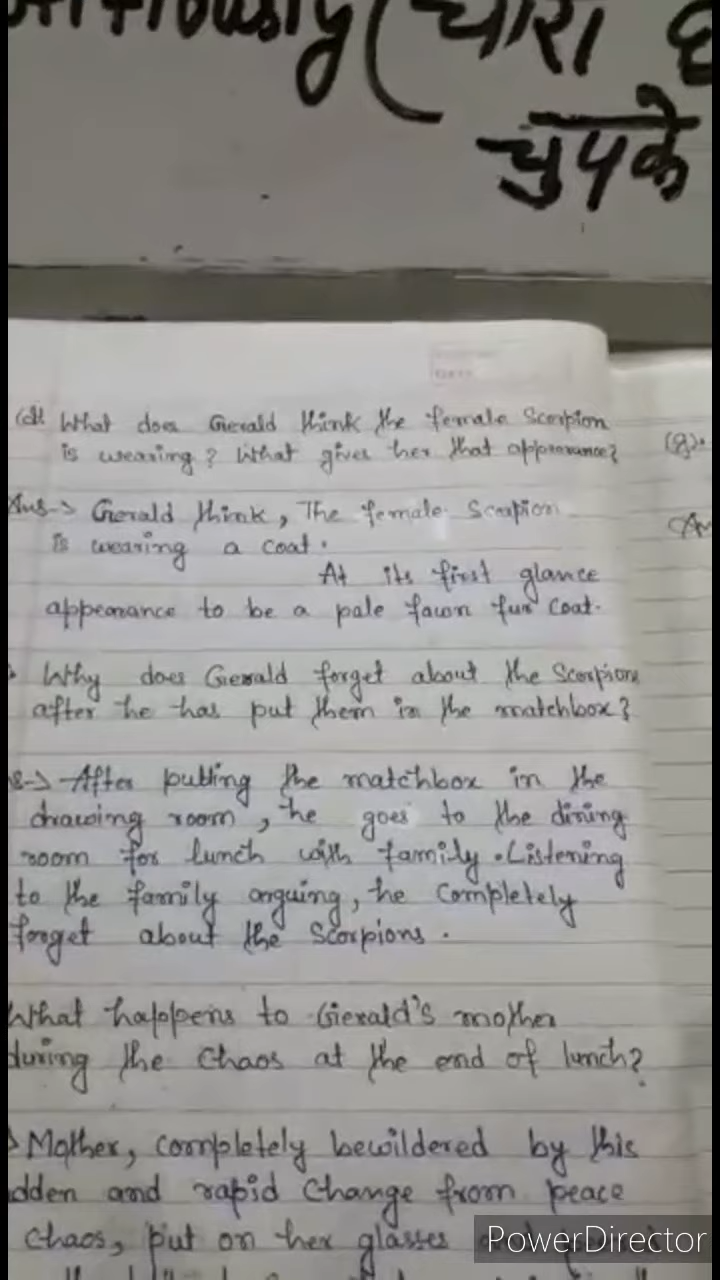 (चारों
चुपके
(d) What does Gerald think the female Scorpion
is wearing? What gives her that appearance?
(g).
Ans-> Gerald think, The female Scorpion
is wearing a coat.
At its first glance
appearance to be a pale fawn fur coat.
Why does Gerald forget about the Scorpions
after he has put them in the matchbox?
After putting the matchbox in the
drawing room, he goes to the dining
room for lunch with family. Listening
to the family arguing, he completely
forget about the Scorpions.
What happens to Gerald's mother
during the chaos at the end of lunch?
Mother, completely bewildered by this
dden and rapid change from peace
chaos, put on her glasses
PowerDirector